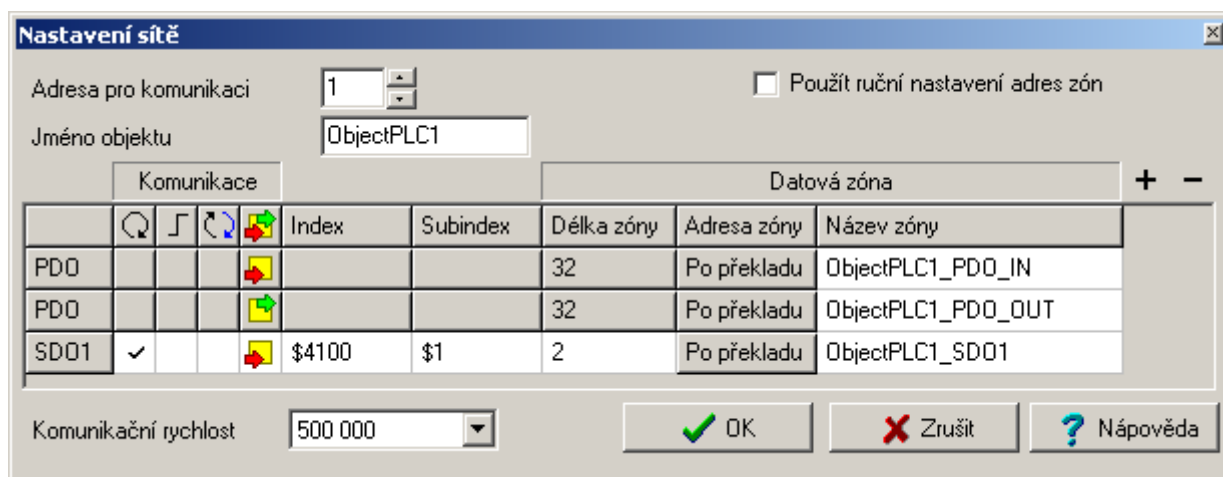 Nastavení sítě
Adresa pro komunikaci 1 Použít ruční nastavení adres zón
Jméno objektu ObjectPLC1
Komunikace Datová zóna + −
Index Subindex Délka zóny Adresa zóny Název zóny
PDO 32 Po překladu ObjectPLC1_PDO_IN
PDO 32 Po překladu ObjectPLC1_PDO_OUT
SDO1 $4100 $1 2 Po překladu ObjectPLC1_SDO1
Komunikační rychlost 500 000 OK Zrušit ? Nápověda